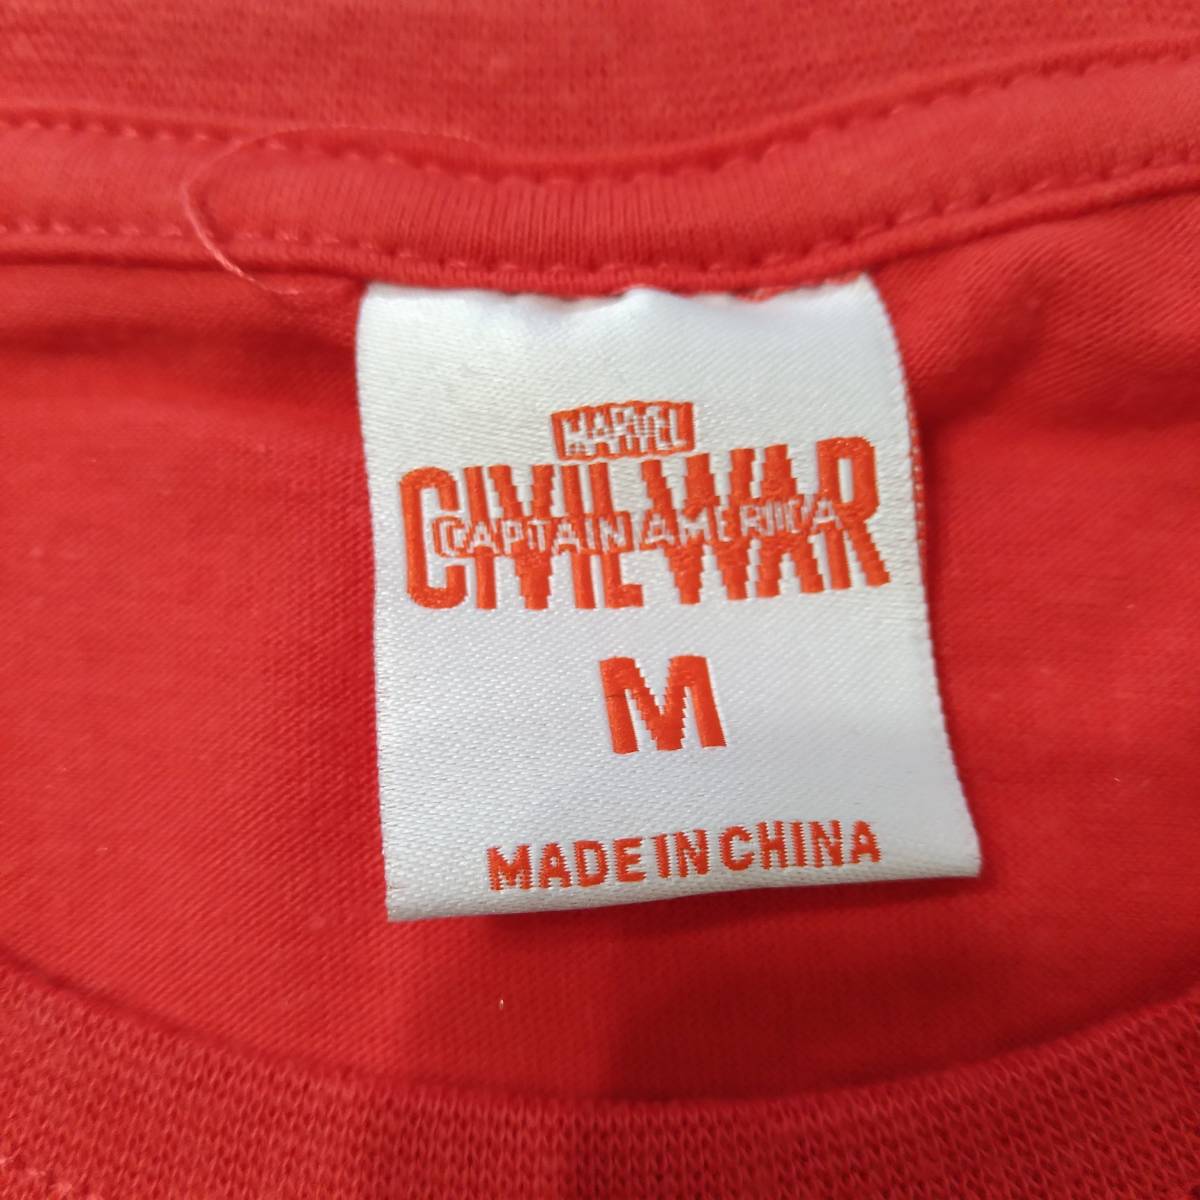 MARVEL
CIVIL WAR
CAPTAIN AMERICA
M
MADE IN CHINA